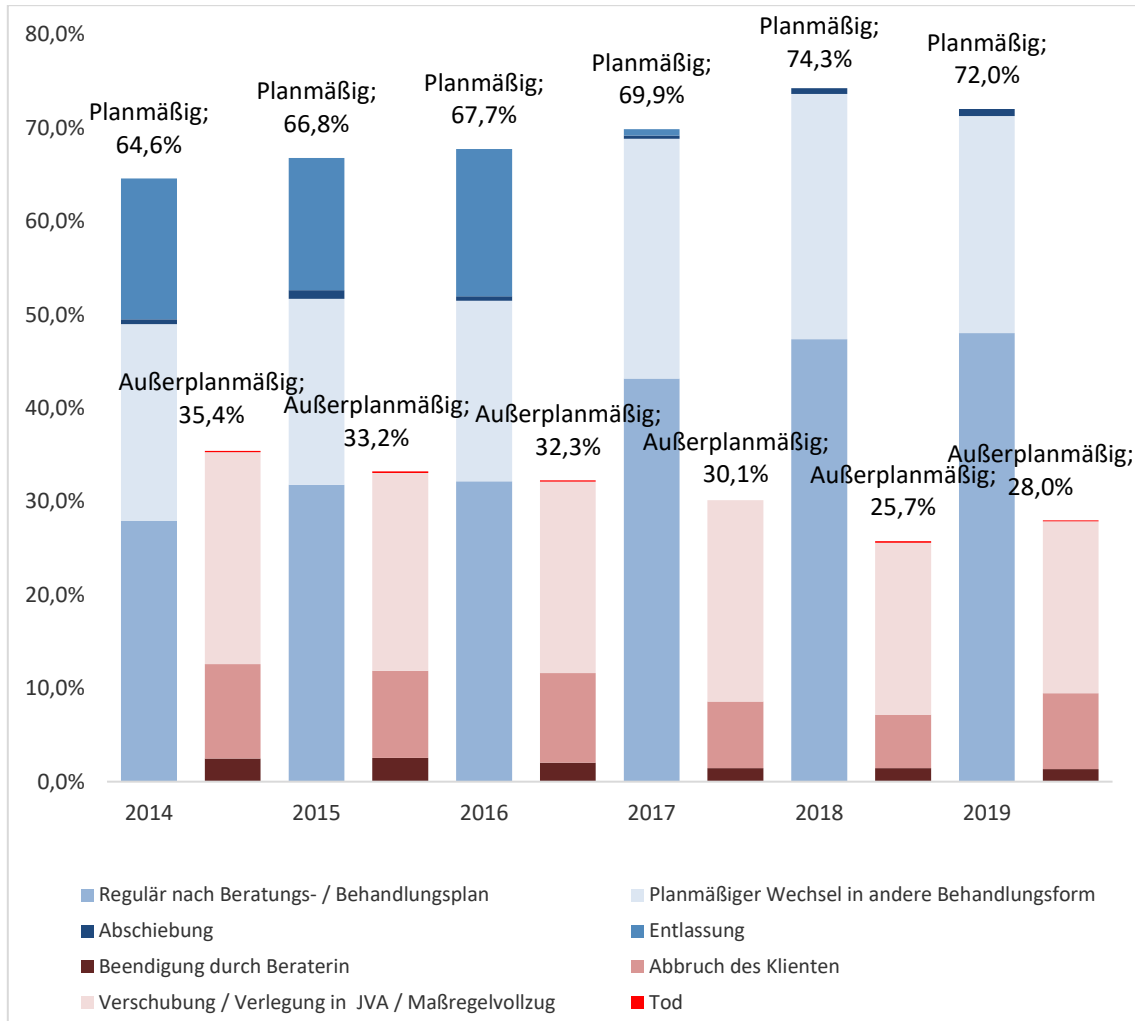 80,0%
70,0%
60,0%
50,0%
40,0%
30,0%
20,0%
10,0%
0,0%
Planmäßig;
64,6%
Planmäßig;
66,8%
Planmäßig;
67,7%
Planmäßig;
69,9%
Planmäßig;
74,3%
Planmäßig;
72,0%
Außerplanmäßig;
35,4%
Außerplanmäßig;
33,2%
Außerplanmäßig;
32,3%
Außerplanmäßig;
30,1%
Außerplanmäßig;
25,7%
Außerplanmäßig;
28,0%
2014 2015 2016 2017 2018 2019
Regulär nach Beratungs- / Behandlungsplan
Planmäßiger Wechsel in andere Behandlungsform
Abschiebung
Entlassung
Beendigung durch Beraterin
Abbruch des Klienten
Verschubung / Verlegung in JVA / Maßregelvollzug
Tod